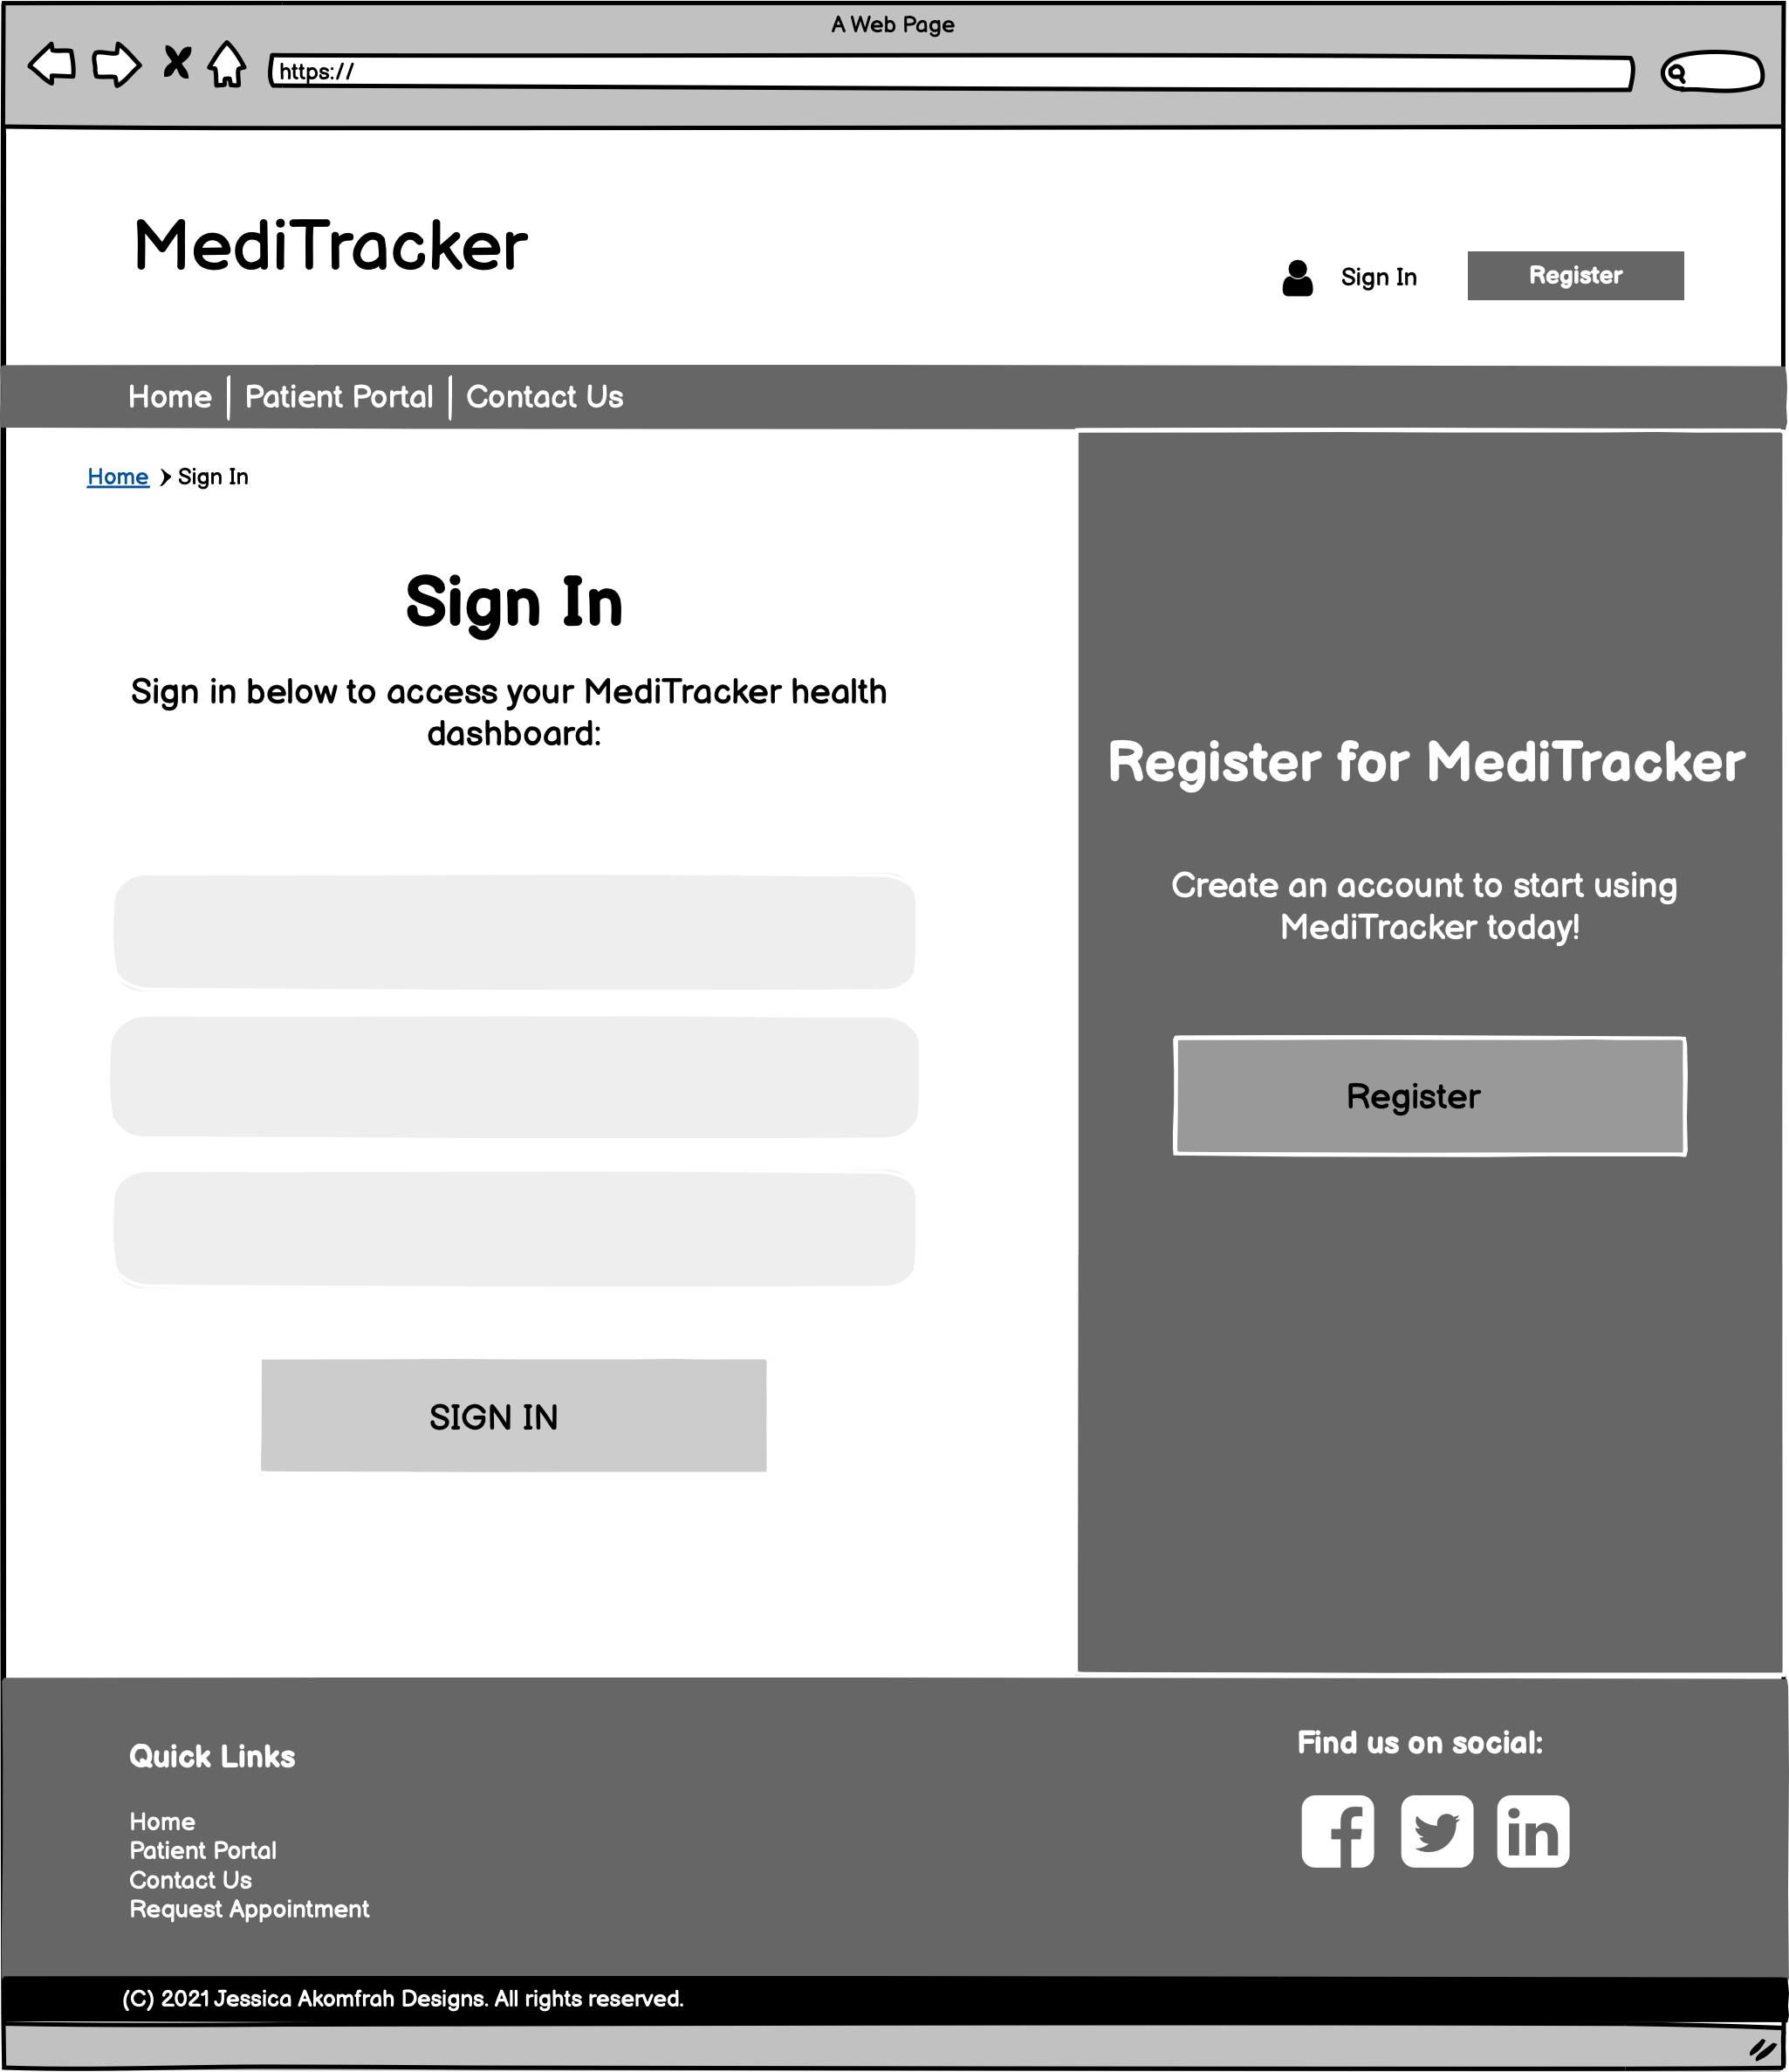 A Web Page
https://
MediTracker
Sign In
Register
Home
Patient Portal
Contact Us
Home
Sign In
Sign In
Sign in below to access your MediTracker health
dashboard:
SIGN IN
Register for MediTracker
Create an account to start using
MediTracker today!
Register
Quick Links
Home
Patient Portal
Contact Us
Request Appointment
Find us on social:
(C) 2021 Jessica Akomfrah Designs. All rights reserved.